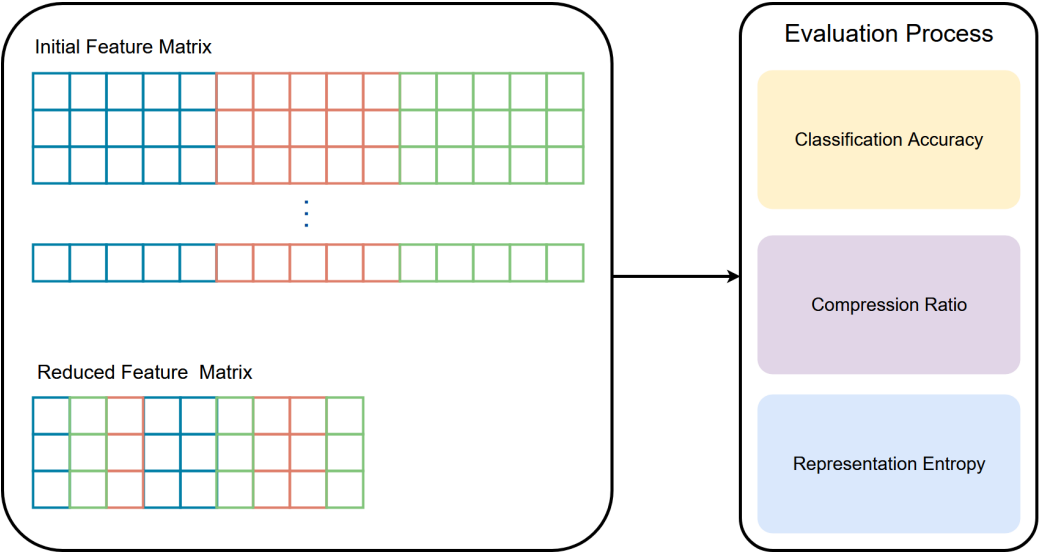 Initial Feature Matrix
Reduced Feature  Matrix
Evaluation Process
Classification Accuracy
Compression Ratio
Representation Entropy